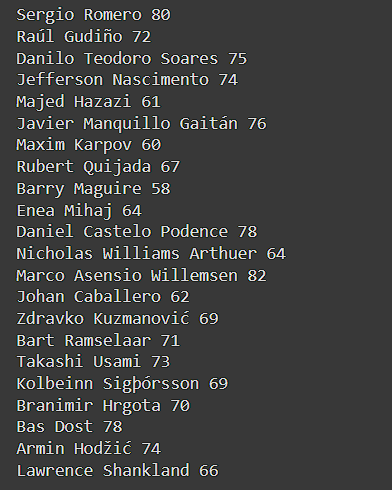 Sergio Romero 80
Raúl Gudiño 72
Danilo Teodoro Soares 75
Jefferson Nascimento 74
Majed Hazazi 61
Javier Manquillo Gaitán 76
Maxim Karpov 60
Rubert Quijada 67
Barry Maguire 58
Enea Mihaj 64
Daniel Castelo Podence 78
Nicholas Williams Arthuer 64
Marco Asensio Willemsen 82
Johan Caballero 62
Zdravko Kuzmanović 69
Bart Ramselaar 71
Takashi Usami 73
Kolbeinn Sigþórsson 69
Branimir Hrgota 70
Bas Dost 78
Armin Hodžić 74
Lawrence Shankland 66